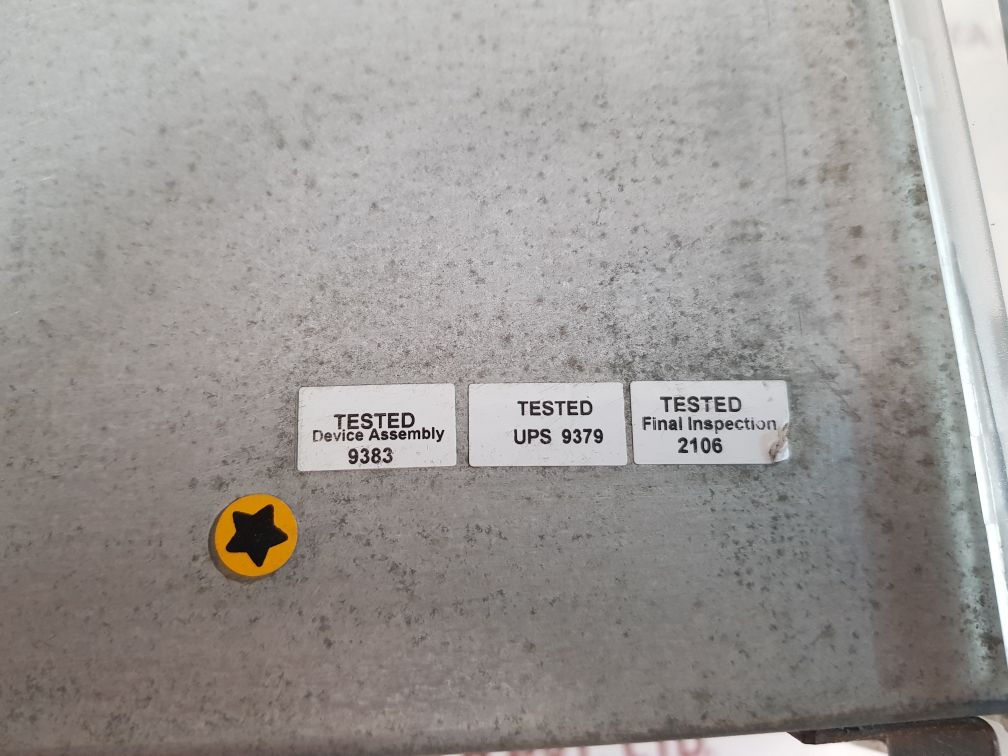 TESTED
Device Assembly
9383
TESTED
UPS 9379
TESTED
Final Inspection
2106